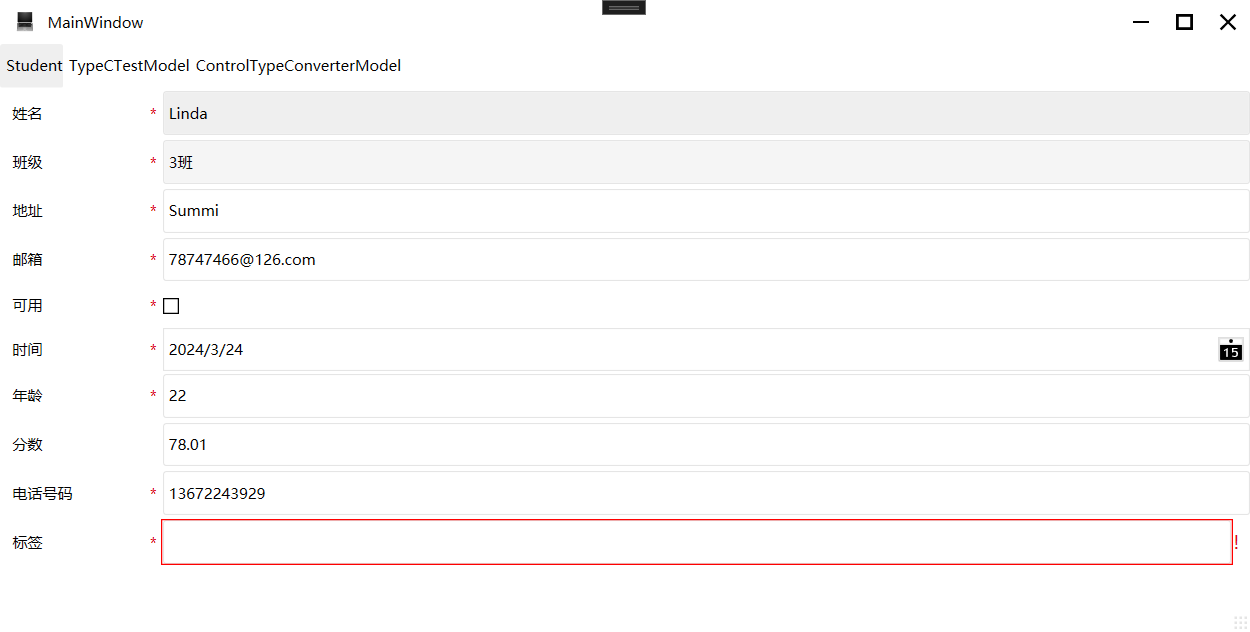 MainWindow
Student TypeCTestModel ControlTypeConverterModel
姓名 * Linda
班级 * 3班
地址 * Summi
邮箱 * 78747466@126.com
可用 *
时间 * 2024/3/24 15
年龄 * 22
分数 78.01
电话号码 * 13672243929
标签 * !